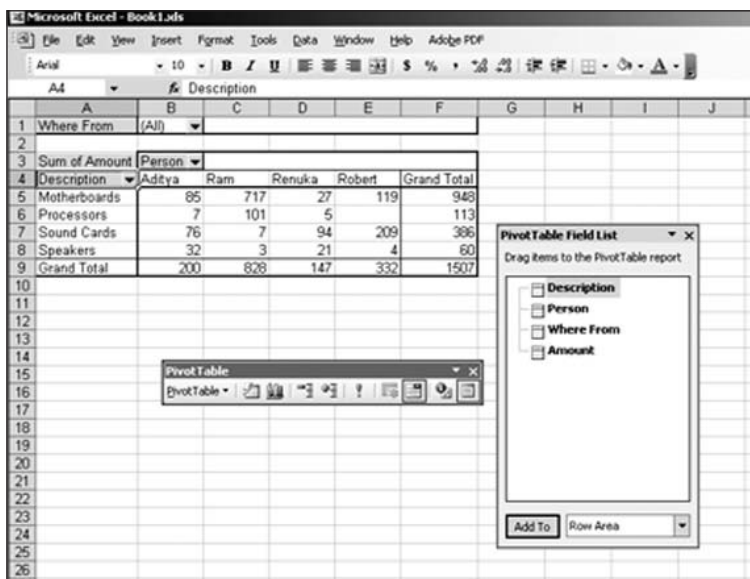 Microsoft Excel - Book1.xls
File Edit View Insert Format Tools Data Window Help Adobe PDF
Arial 10 B I U $ % , A
A4 fx Description
A B C D E F G H I J
1 Where From (All)
2
3 Sum of Amount Person
4 Description Aditya Ram Renuka Robert Grand Total
5 Motherboards 85 717 27 119 948
6 Processors 7 101 5 113
7 Sound Cards 76 7 94 209 386
8 Speakers 32 3 21 4 60
9 Grand Total 200 828 147 332 1507
10
11
12
13
14
15
16
17
18
19
20
21
22
23
24
25
26
PivotTable
PivotTable
PivotTable Field List
Drag items to the PivotTable report
Description
Person
Where From
Amount
Add To Row Area